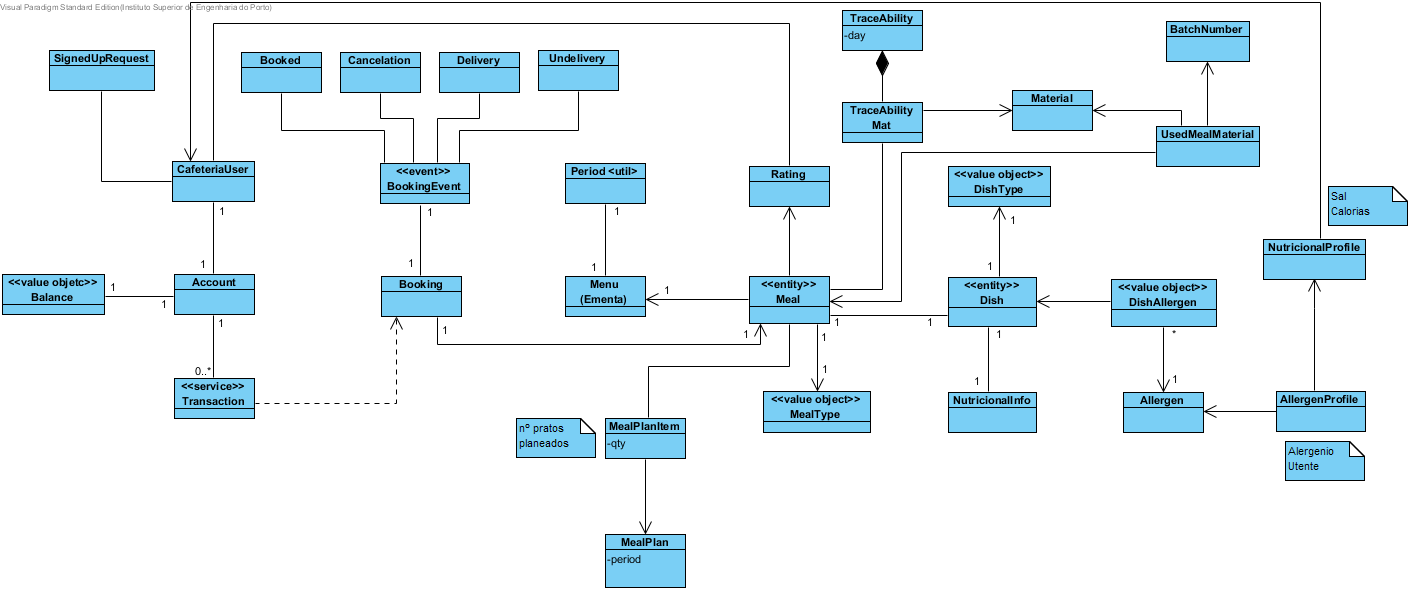 Visual Paradigm Standard Edition(Instituto Superior de Engenharia do Porto)
TraceAbility
-day
BatchNumber
SignedUpRequest
Booked
Cancelation
Delivery
Undelivery
Material
TraceAbility
Mat
UsedMealMaterial
CafeteriaUser
<<event>>
BookingEvent
Period <util>
Rating
<<value object>>
DishType
Sal
Calorias
1
1
1
1
NutricionalProfile
1
1
1
1
<<value objetc>>
Balance
1
1
Account
Booking
Menu
(Ementa)
1
<<entity>>
Meal
<<entity>>
Dish
<<value object>>
DishAllergen
1
1
1
1
1
1
1
*
0..*
1
1
1
<<service>>
Transaction
<<value object>>
MealType
NutricionalInfo
Allergen
AllergenProfile
nº pratos
planeados
MealPlanItem
-qty
Alergenio
Utente
MealPlan
-period